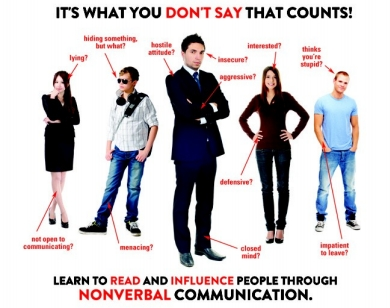 IT'S WHAT YOU DON'T SAY THAT COUNTS!
hiding something,
but what?
hostile
attitude?
interested?
thinks
you're
stupid?
lying?
insecure?
aggressive?
defensive?
not open to
communicating?
menacing?
closed
mind?
impatient
to leave?
LEARN TO READ AND INFLUENCE PEOPLE THROUGH
NONVERBAL COMMUNICATION.